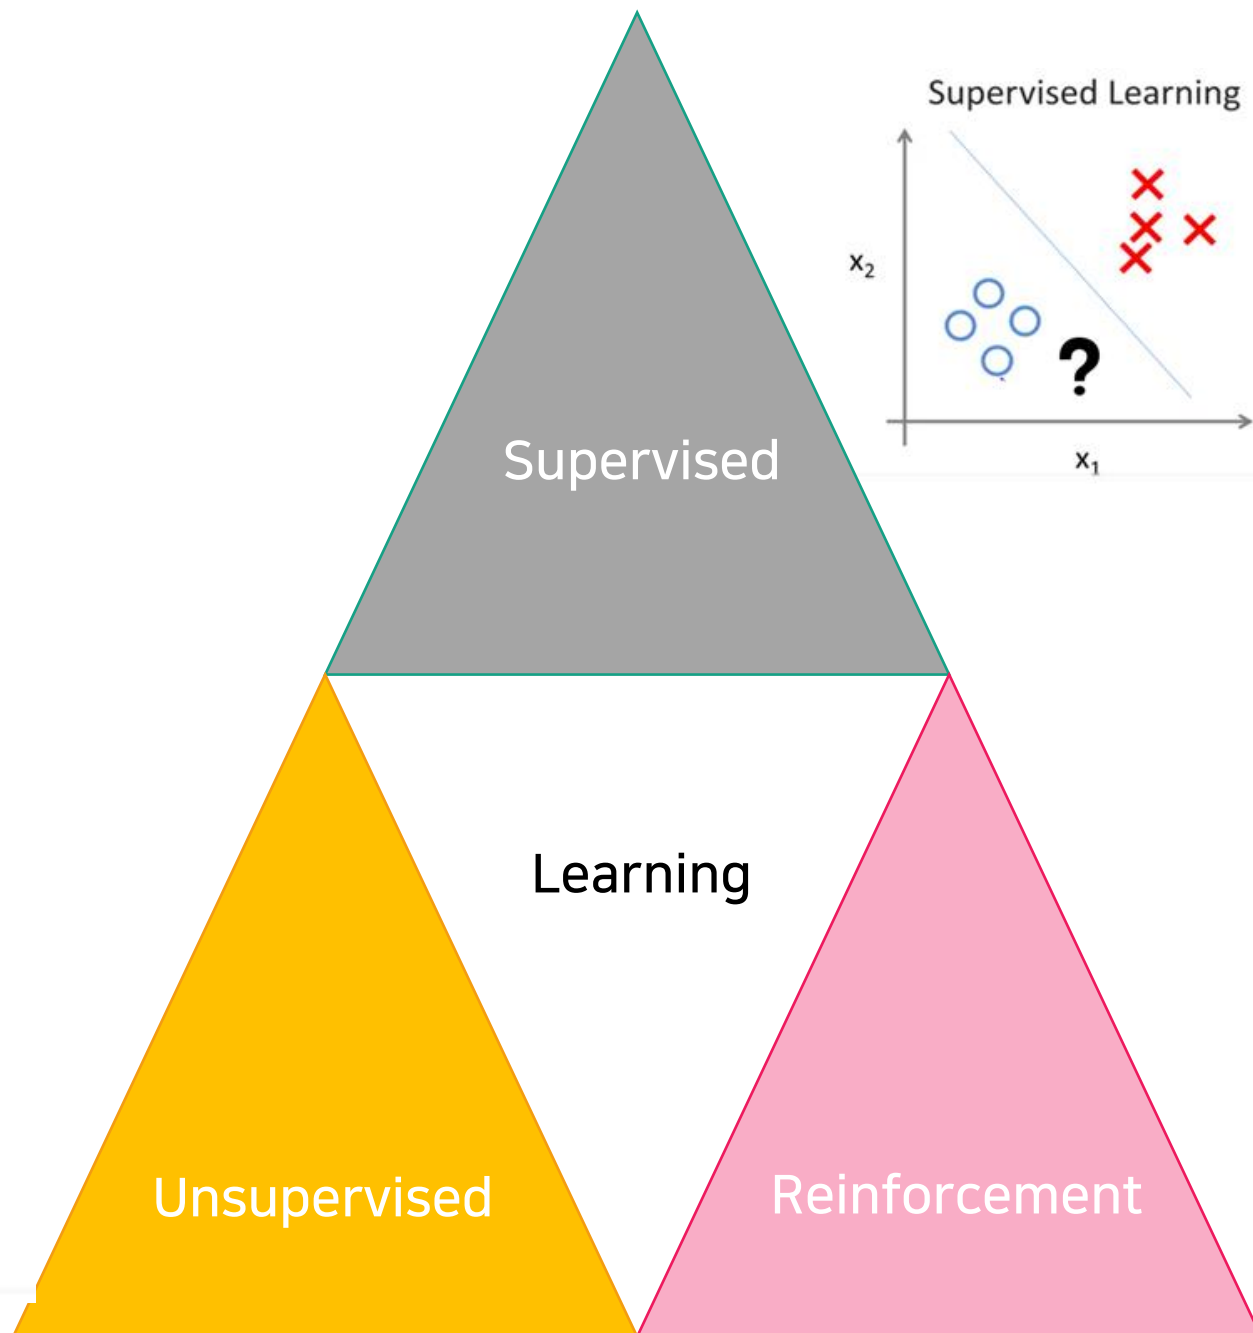 Supervised Learning
x₂
?
x₁
Supervised
Learning
Unsupervised
Reinforcement